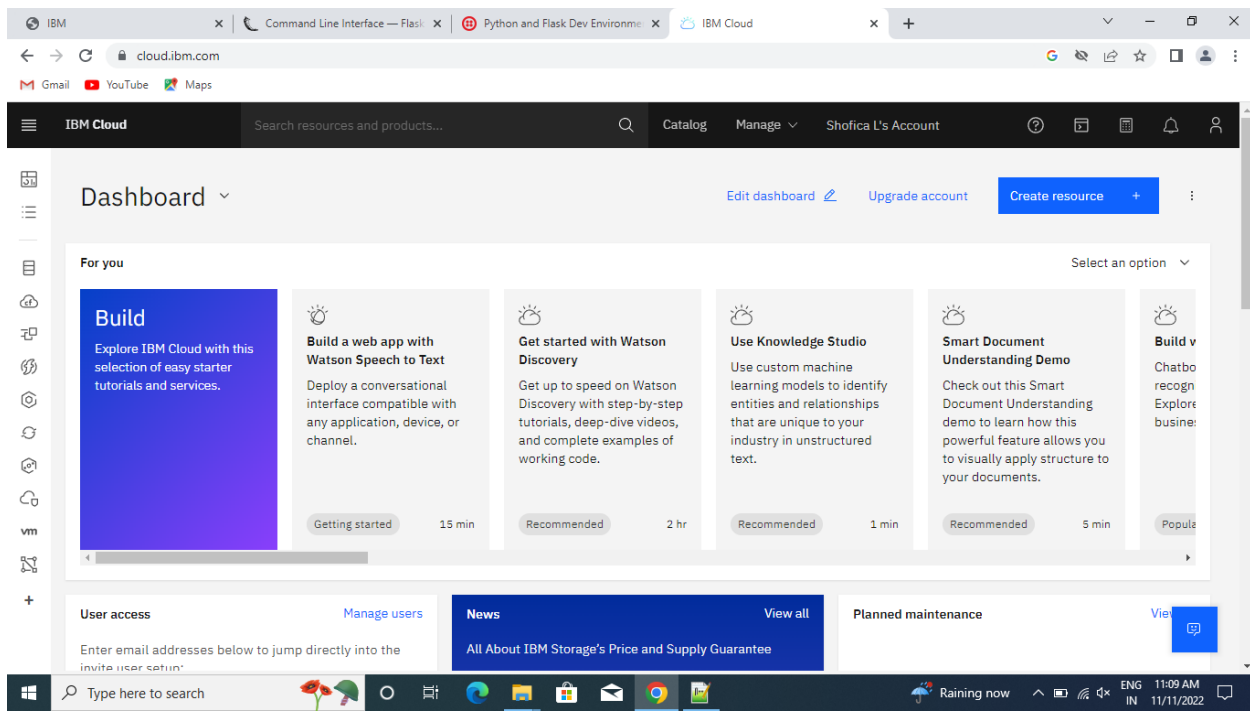 IBM
Command Line Interface — Flask
Python and Flask Dev Environme
IBM Cloud
cloud.ibm.com
Gmail YouTube Maps
IBM Cloud
Search resources and products...
Catalog
Manage
Shofica L's Account
Dashboard
Edit dashboard
Upgrade account
Create resource +
For you
Select an option
Build
Explore IBM Cloud with this
selection of easy starter
tutorials and services.
Build a web app with
Watson Speech to Text
Deploy a conversational
interface compatible with
any application, device, or
channel.
Getting started 15 min
Get started with Watson
Discovery
Get up to speed on Watson
Discovery with step-by-step
tutorials, deep-dive videos,
and complete examples of
working code.
Recommended 2 hr
Use Knowledge Studio
Use custom machine
learning models to identify
entities and relationships
that are unique to your
industry in unstructured
text.
Recommended 1 min
Smart Document
Understanding Demo
Check out this Smart
Document Understanding
demo to learn how this
powerful feature allows you
to visually apply structure to
your documents.
Recommended 5 min
Build
Chatbo
recogn
Explore
busines
Popula
vm
User access
Manage users
Enter email addresses below to jump directly into the
invite user setup:
News
View all
All About IBM Storage's Price and Supply Guarantee
Planned maintenance
Type here to search
Raining now
ENG
IN
11:09 AM
11/11/2022